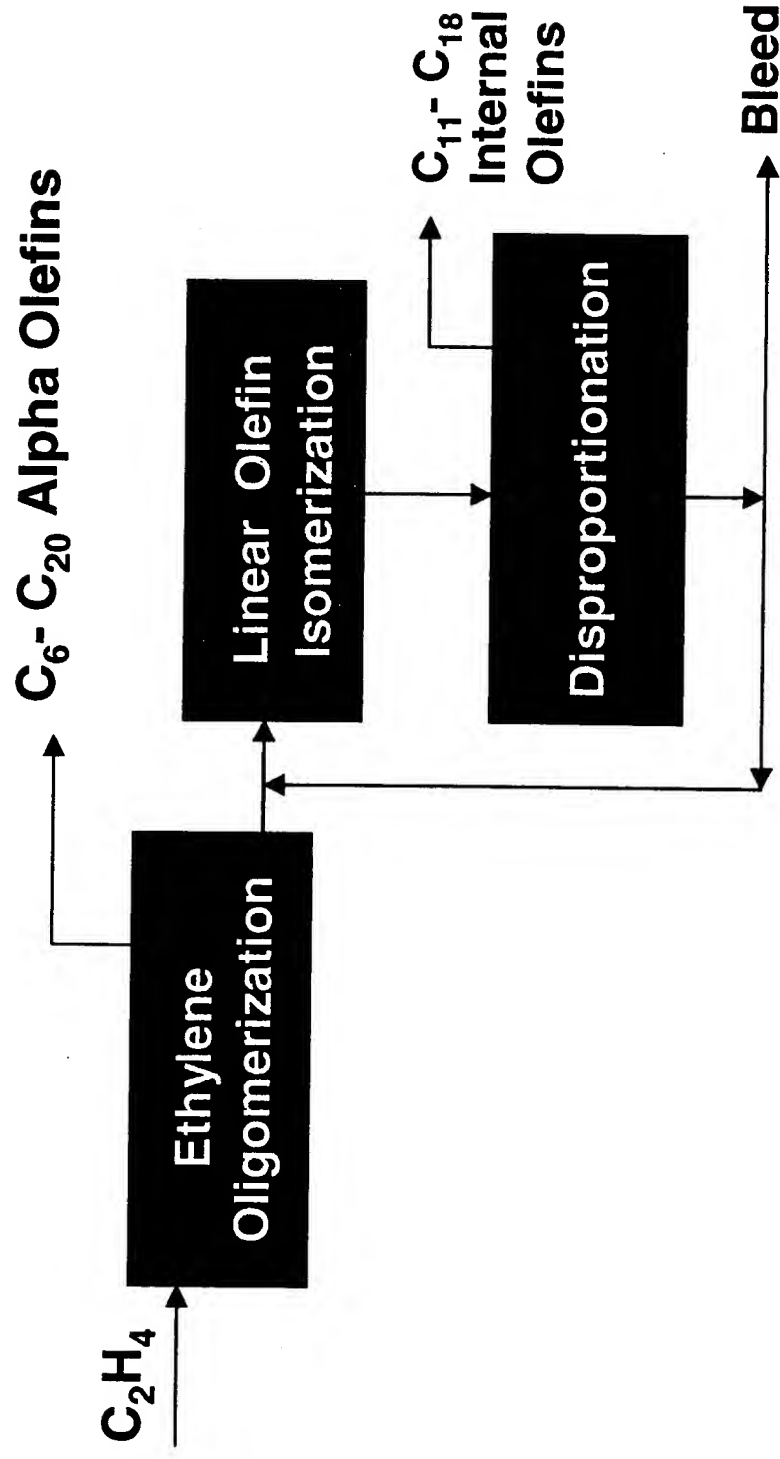 C₂H₄
Ethylene
Oligomerization
C₆- C₂₀ Alpha Olefins
Linear Olefin
Isomerization
Disproportionation
C₁₁- C₁₈
Internal
Olefins
Bleed